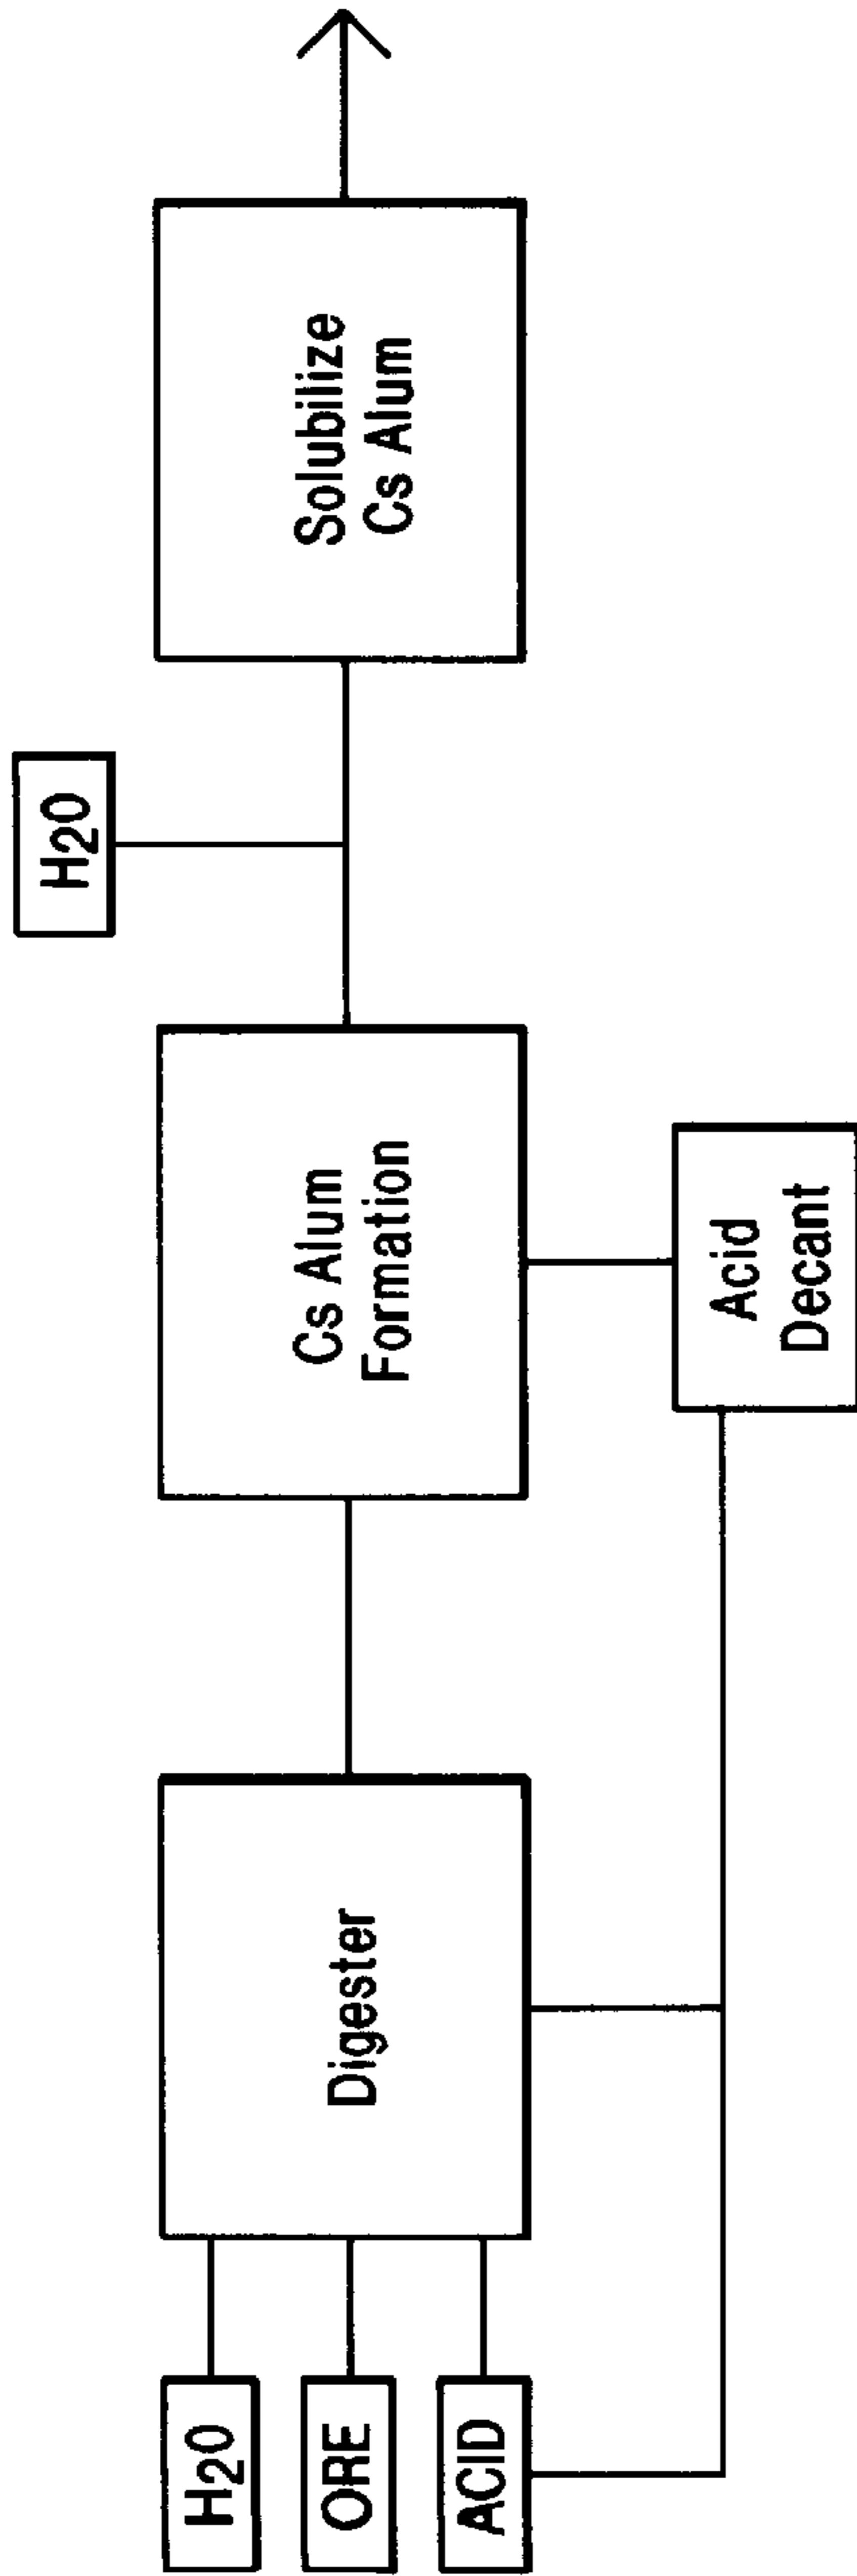 H2O
ORE
ACID
Digester
Cs Alum
Formation
Acid
Decant
H2O
Solubilize
Cs Alum